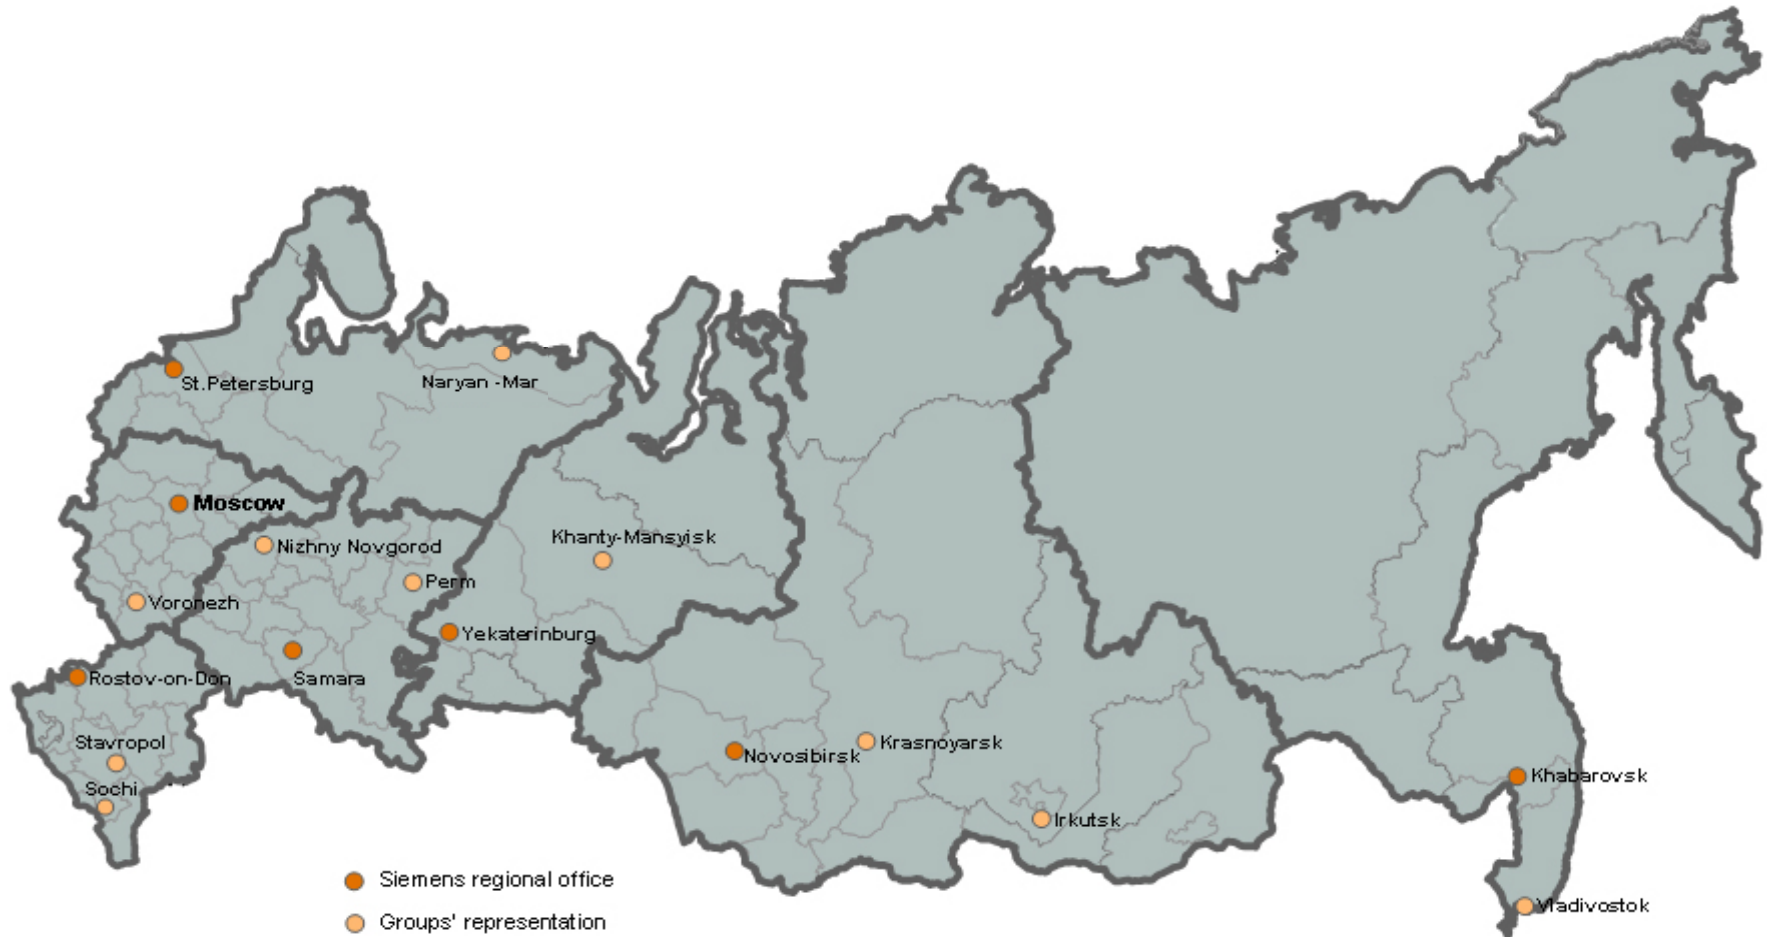 St.Petersburg
Naryan -Mar
Moscow
Nizhny Novgorod
Khanty-Mansyisk
Perm
Voronezh
Yekaterinburg
Rostov-on-Don
Samara
Stavropol
Krasnoyarsk
Novosibirsk
Khabarovsk
Sochi
Irkutsk
Siemens regional office
Vladivostok
Groups' representation